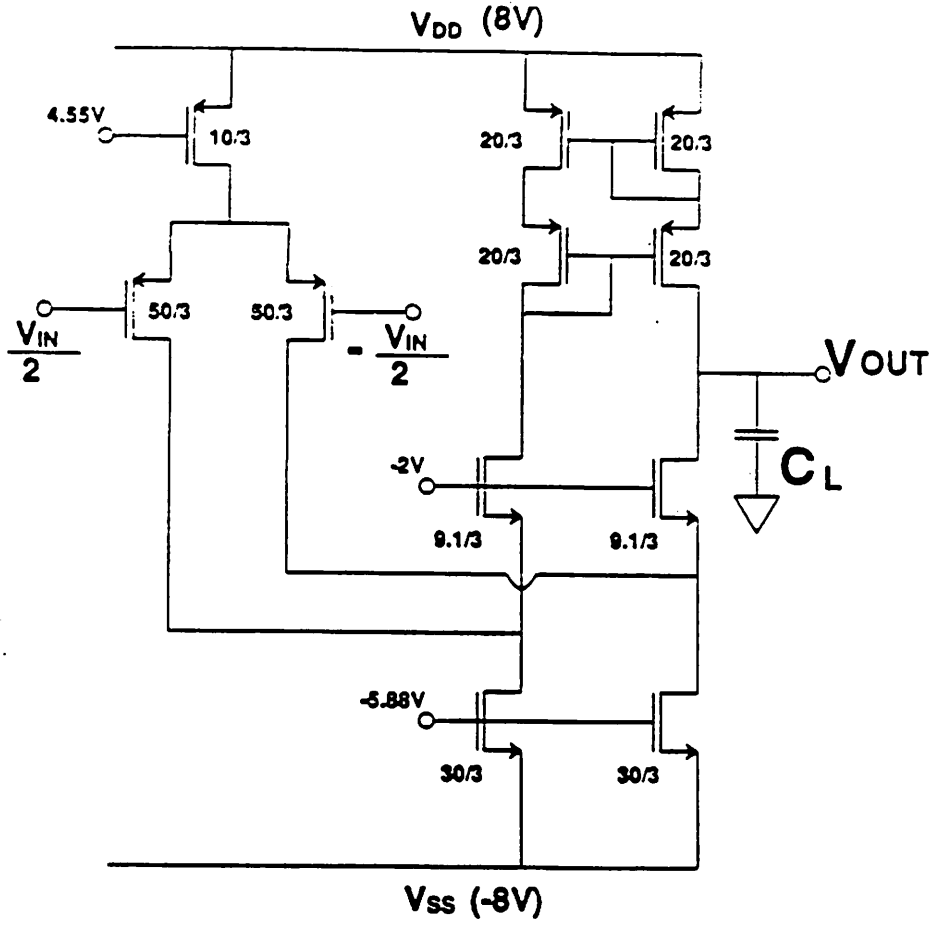 VDD (8V)
4.55V
10/3
20/3
20/3
20/3
20/3
50/3
50/3
VIN
2
- VIN
2
VOUT
CL
-2V
9.1/3
9.1/3
-5.88V
30/3
30/3
VSS (-8V)